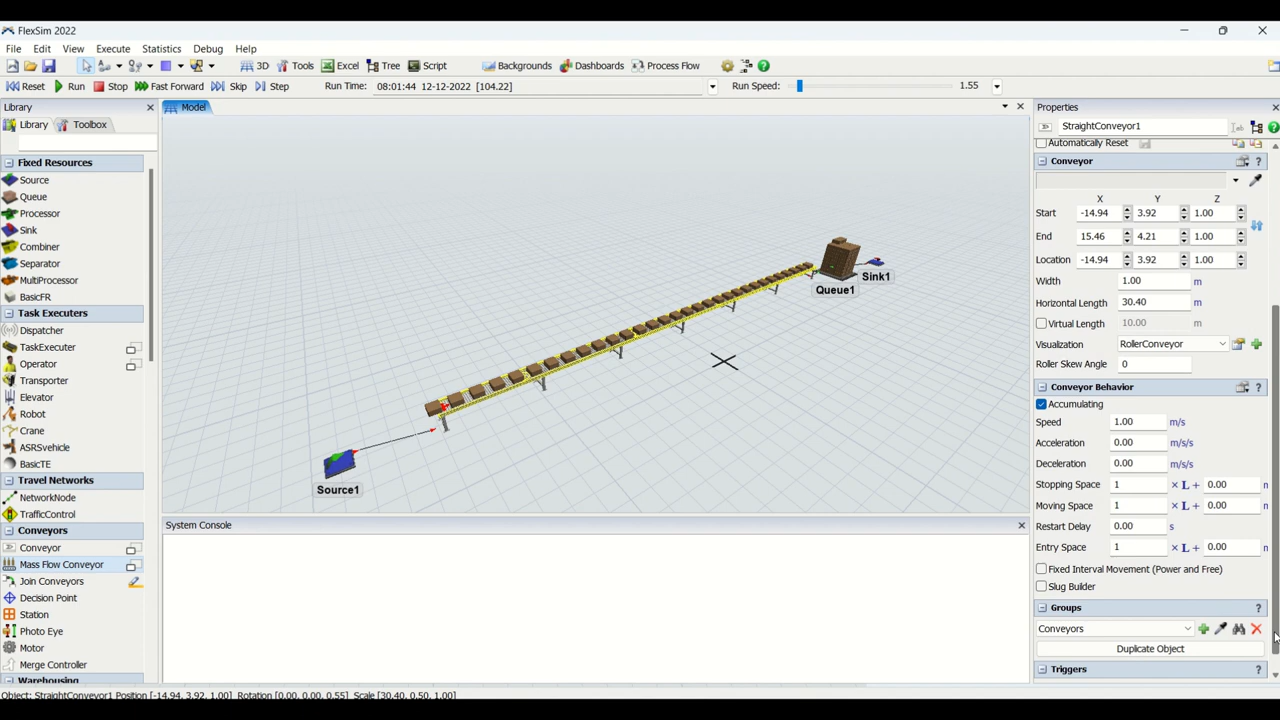 FlexSim 2022
File Edit View Execute Statistics Debug Help
3D Tools Excel Tree Script Backgrounds Dashboards Process Flow
Reset Run Stop Fast Forward Skip Step Run Time: 08:01:44 12-12-2022 [104.22] Run Speed: 1.55
Library
Library Toolbox
Fixed Resources
Source
Queue
Processor
Sink
Combiner
Separator
MultiProcessor
BasicFR
Task Executers
Dispatcher
TaskExecuter
Operator
Transporter
Elevator
Robot
Crane
ASRSvehicle
BasicTE
Travel Networks
NetworkNode
TrafficControl
Conveyors
Conveyor
Mass Flow Conveyor
Join Conveyors
Decision Point
Station
Photo Eye
Motor
Merge Controller
Warehousing
Model
Sink1
Queue1
Source1
System Console
Properties
StraightConveyor1
Automatically Reset
Conveyor
X Y Z
Start -14.94 3.92 1.00
End 15.46 4.21 1.00
Location -14.94 3.92 1.00
Width 1.00 m
Horizontal Length 30.40 m
Virtual Length 10.00 m
Visualization RollerConveyor
Roller Skew Angle 0
Conveyor Behavior
Accumulating
Speed 1.00 m/s
Acceleration 0.00 m/s/s
Deceleration 0.00 m/s/s
Stopping Space 1 × L + 0.00
Moving Space 1 × L + 0.00
Restart Delay 0.00 s
Entry Space 1 × L + 0.00
Fixed Interval Movement (Power and Free)
Slug Builder
Groups
Conveyors
Duplicate Object
Triggers
Object: StraightConveyor1 Position [-14.94, 3.92, 1.00] Rotation [0.00, 0.00, 0.55] Scale [30.40, 0.50, 1.00]